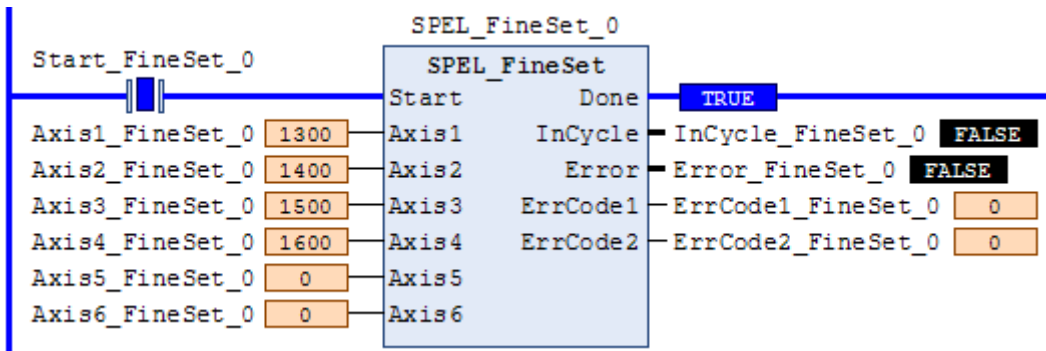 SPEL_FineSet_0
Start_FineSet_0 SPEL_FineSet
Start Done TRUE
Axis1_FineSet_0 1300 Axis1 InCycle InCycle_FineSet_0 FALSE
Axis2_FineSet_0 1400 Axis2 Error Error_FineSet_0 FALSE
Axis3_FineSet_0 1500 Axis3 ErrCode1 ErrCode1_FineSet_0 0
Axis4_FineSet_0 1600 Axis4 ErrCode2 ErrCode2_FineSet_0 0
Axis5_FineSet_0 0 Axis5
Axis6_FineSet_0 0 Axis6